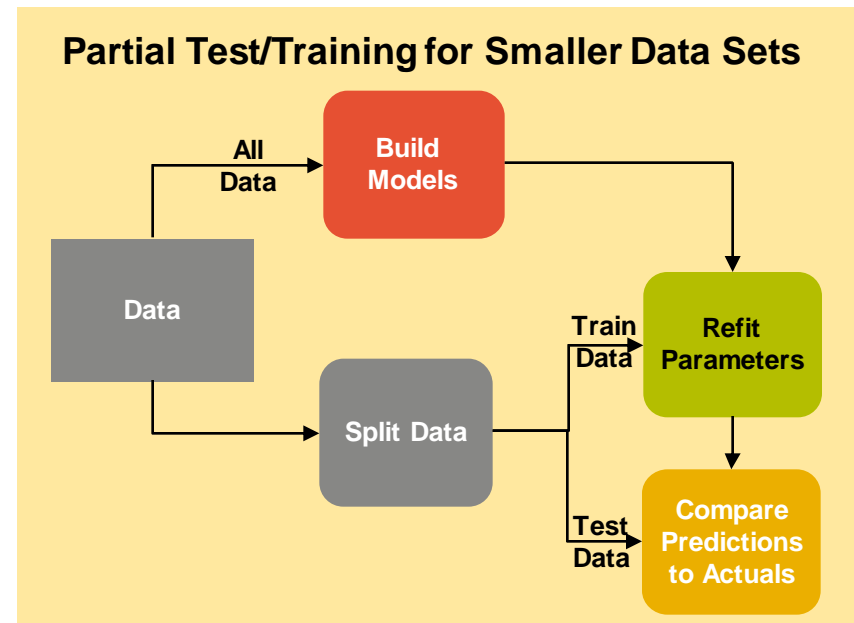 Partial Test/Training for Smaller Data Sets
All
Data
Build
Models
Data
Train
Data
Refit
Parameters
Split Data
Test
Data
Compare
Predictions
to Actuals